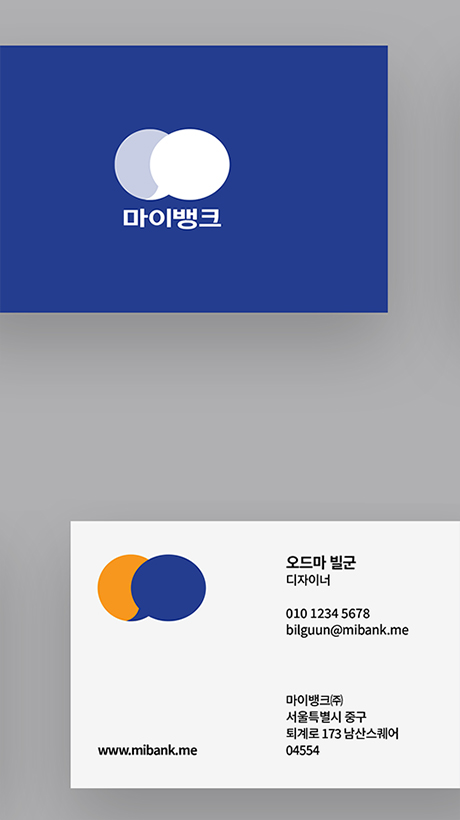 마이뱅크
오드마 빌군
디자이너
010 1234 5678
bilguun@mibank.me
마이뱅크㈜
서울특별시 중구
퇴계로 173 남산스퀘어
04554
www.mibank.me